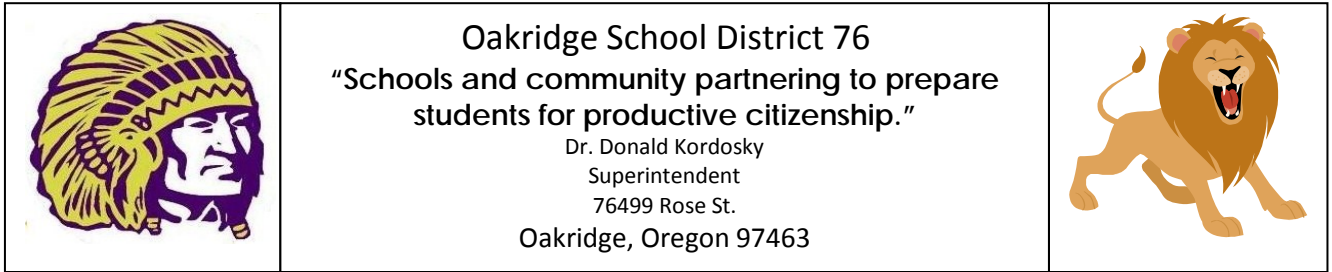 Oakridge School District 76
“Schools and community partnering to prepare
students for productive citizenship.”
Dr. Donald Kordosky
Superintendent
76499 Rose St.
Oakridge, Oregon 97463